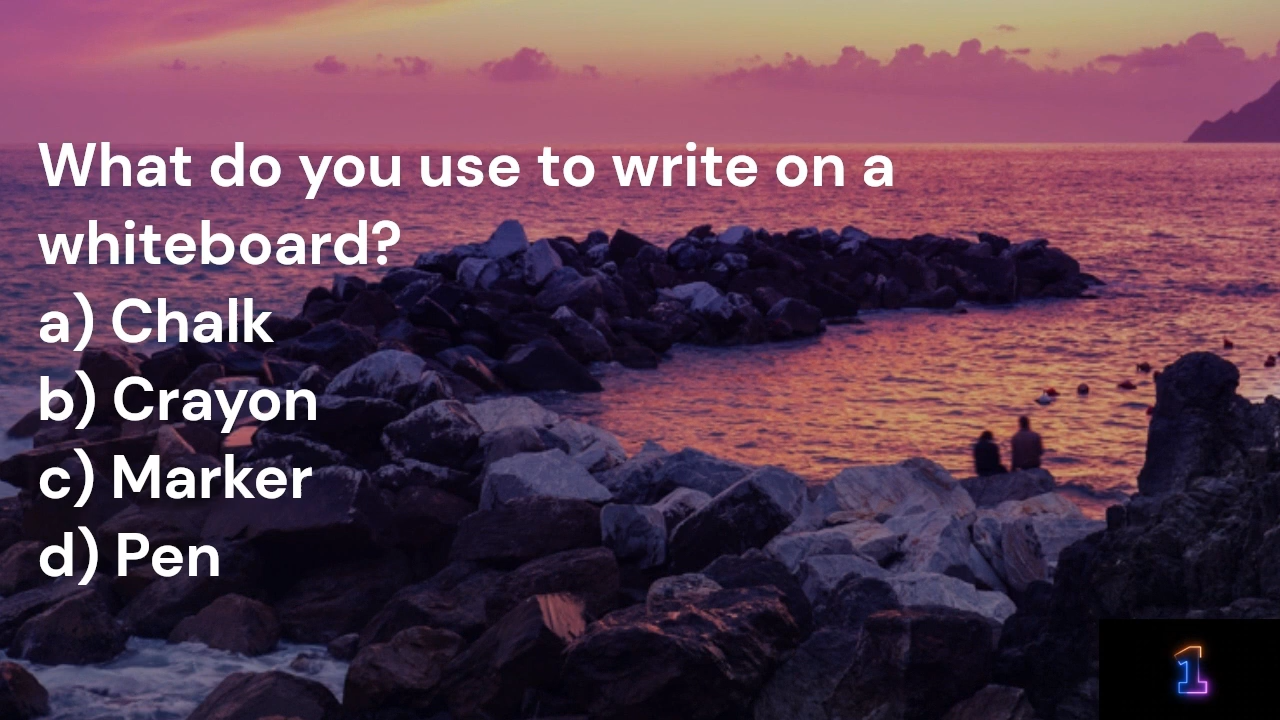 What do you use to write on a
whiteboard?
a) Chalk
b) Crayon
c) Marker
d) Pen
1